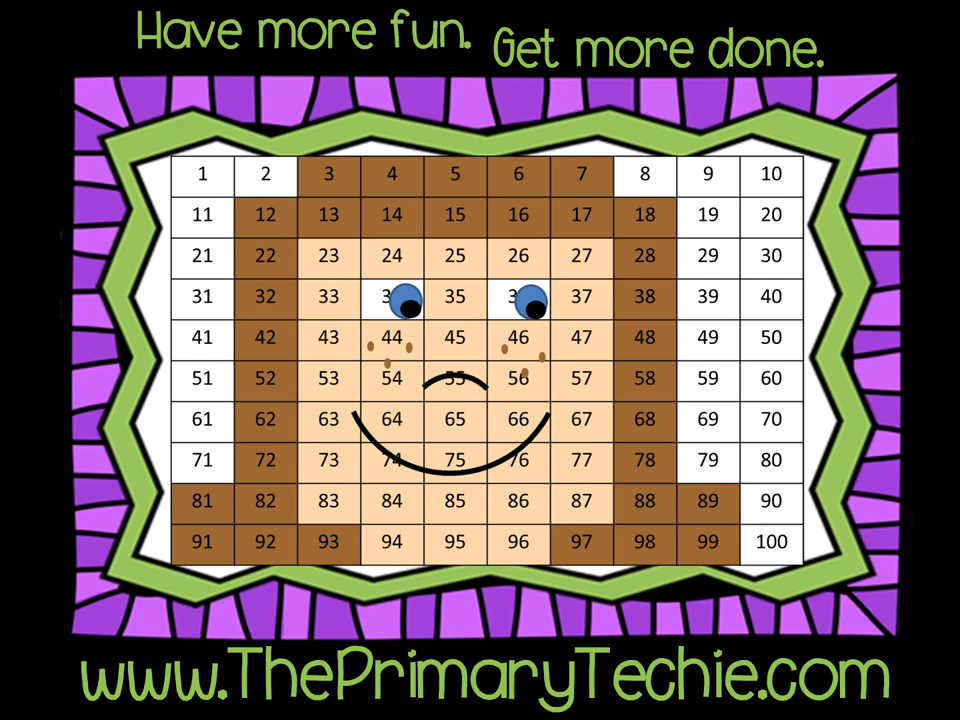 Have more fun. Get more done.
1 2 3 4 5 6 7 8 9 10
11 12 13 14 15 16 17 18 19 20
21 22 23 24 25 26 27 28 29 30
31 32 33 3 35 3 37 38 39 40
41 42 43 44 45 46 47 48 49 50
51 52 53 54 55 56 57 58 59 60
61 62 63 64 65 66 67 68 69 70
71 72 73 74 75 76 77 78 79 80
81 82 83 84 85 86 87 88 89 90
91 92 93 94 95 96 97 98 99 100
www.ThePrimaryTechie.com